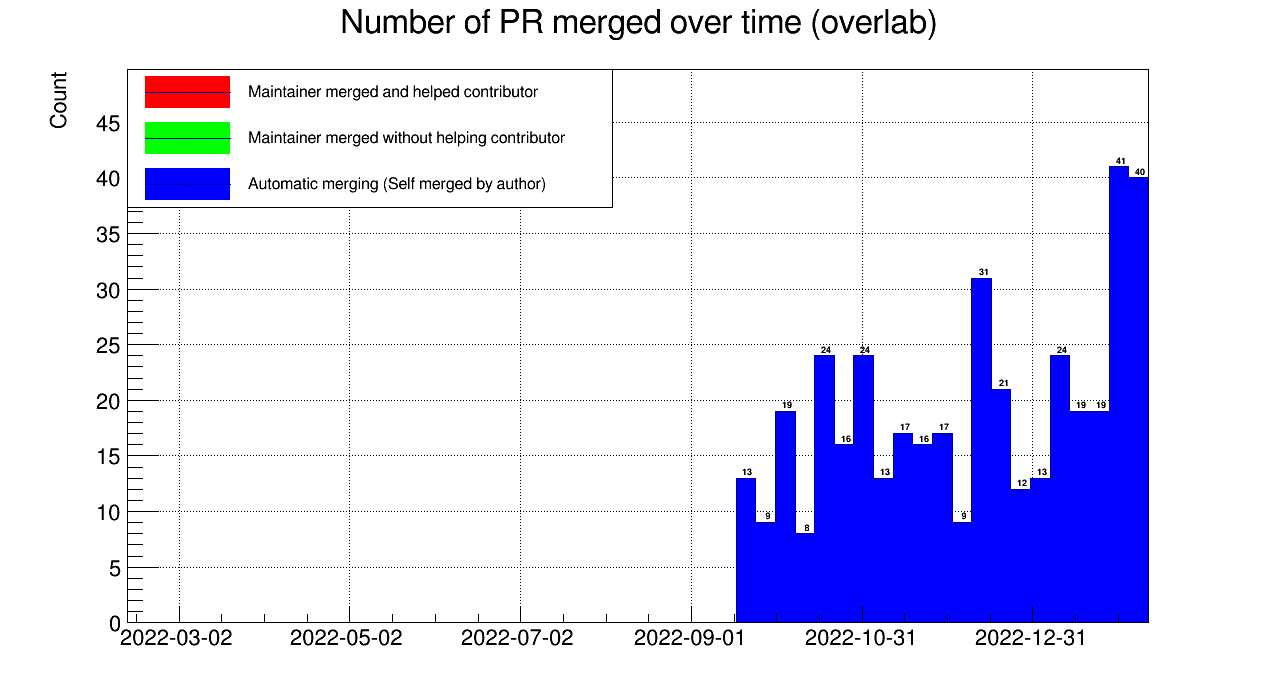 Number of PR merged over time (overlab)
Count
Maintainer merged and helped contributor
Maintainer merged without helping contributor
Automatic merging (Self merged by author)
45
40
35
30
25
20
15
10
5
0
13 9 19 8 24 16 24 13 17 16 17 9 31 21 12 13 24 19 19 41 40
2022-03-02 2022-05-02 2022-07-02 2022-09-01 2022-10-31 2022-12-31